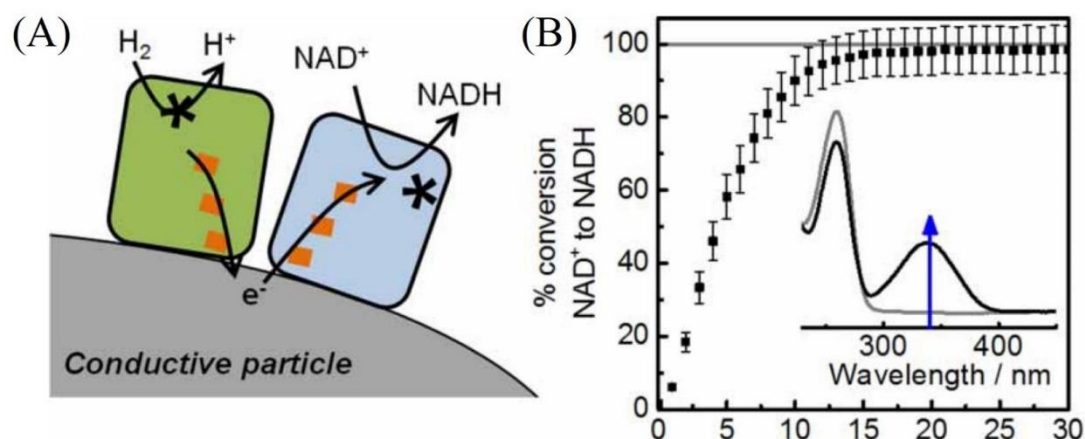 (A)
H₂
H⁺
NAD⁺
NADH
e⁻
Conductive particle
(B)
% conversion
NAD⁺ to NADH
100
80
60
40
20
0
300 400
Wavelength / nm
0 5 10 15 20 25 30